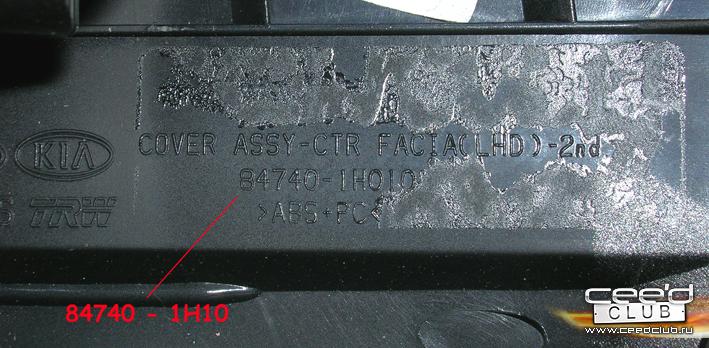 COVER ASSY-CTR FACIA(LHD)-2nd
KIA
84740-1H010
TRW
>ABS+PC<
84740 - 1H10
cee'd
CLUB
www.ceedclub.ru